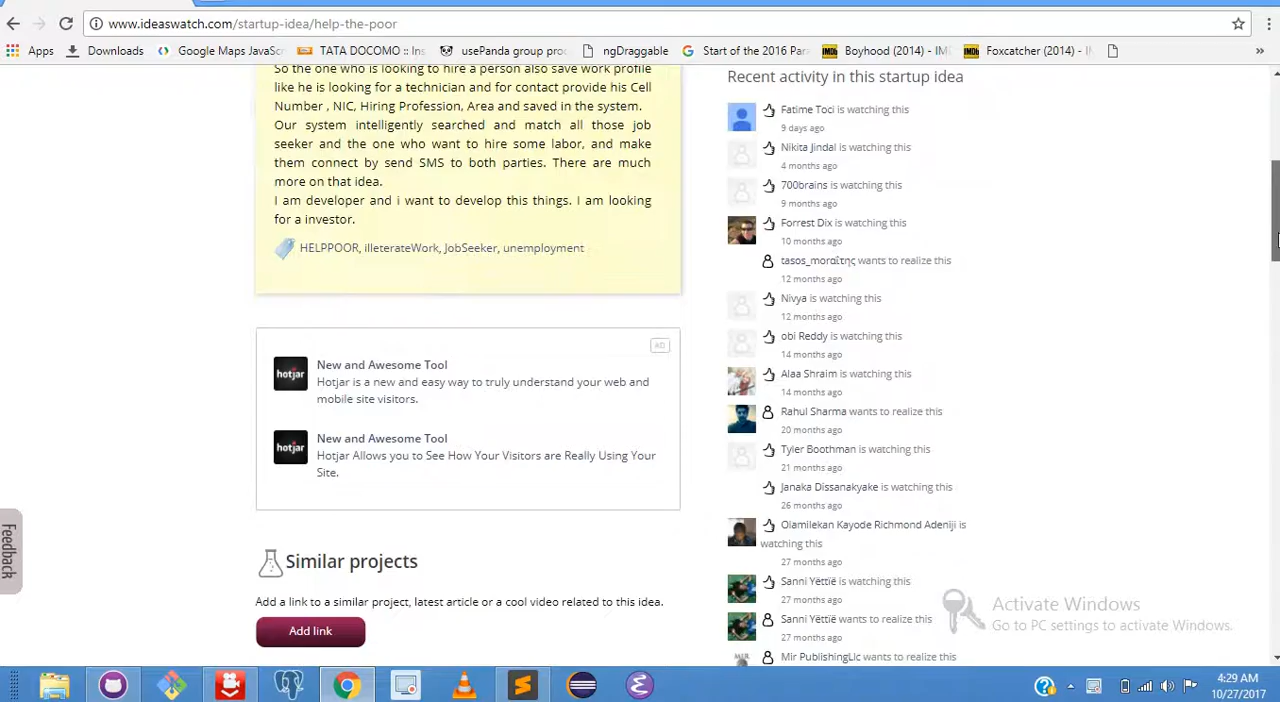 www.ideaswatch.com/startup-idea/help-the-poor
Apps Downloads Google Maps JavaSc TATA DOCOMO :: Ins usePanda group pro ngDraggable Start of the 2016 Par Boyhood (2014) - IM Foxcatcher (2014) - I »
So the one who is looking to hire a person also save work profile
like he is looking for a technician and for contact provide his Cell
Number , NIC, Hiring Profession, Area and saved in the system.
Our system intelligently searched and match all those job
seeker and the one who want to hire some labor, and make
them connect by send SMS to both parties. There are much
more on that idea.
I am developer and i want to develop this things. I am looking
for a investor.
HELPPOOR, illeterateWork, JobSeeker, unemployment
AD
hotjar
New and Awesome Tool
Hotjar is a new and easy way to truly understand your web and
mobile site visitors.
hotjar
New and Awesome Tool
Hotjar Allows you to See How Your Visitors are Really Using Your
Site.
Similar projects
Add a link to a similar project, latest article or a cool video related to this idea.
Add link
Feedback
Recent activity in this startup idea
Fatime Toci is watching this
9 days ago
Nikita Jindal is watching this
4 months ago
700brains is watching this
9 months ago
Forrest Dix is watching this
10 months ago
tasos_moraΐτης wants to realize this
12 months ago
Nivya is watching this
12 months ago
obi Reddy is watching this
14 months ago
Alaa Shraim is watching this
14 months ago
Rahul Sharma wants to realize this
20 months ago
Tyler Boothman is watching this
21 months ago
Janaka Dissanakyake is watching this
26 months ago
Olamilekan Kayode Richmond Adeniji is
watching this
27 months ago
Sanni Yëttïë is watching this
27 months ago
Sanni Yëttïë wants to realize this
27 months ago
Mir PublishingLlc wants to realize this
Activate Windows
Go to PC settings to activate Windows.
4:29 AM
10/27/2017